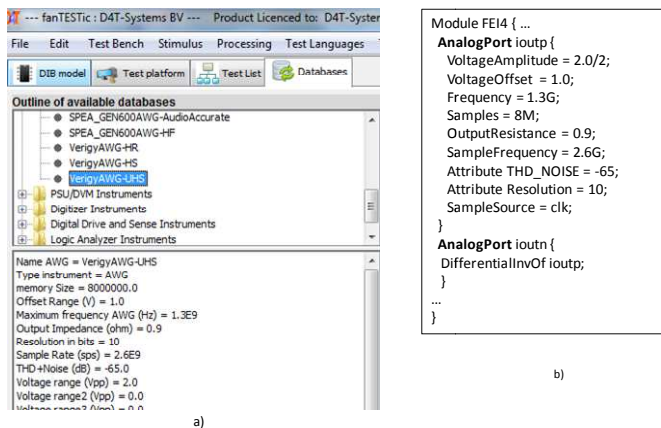 --- fanTESTic : D4T-Systems BV --- Product Licenced to: D4T-System
File Edit Test Bench Stimulus Processing Test Languages
DIB model Test platform Test List Databases
Outline of available databases
SPEA_GEN600AWG-AudioAccurate
SPEA_GEN600AWG-HF
VerigyAWG-HR
VerigyAWG-HS
VerigyAWG-UHS
PSU/DVM Instruments
Digitizer Instruments
Digital Drive and Sense Instruments
Logic Analyzer Instruments
Name AWG = VerigyAWG-UHS
Type instrument = AWG
memory Size = 8000000.0
Offset Range (V) = 1.0
Maximum frequency AWG (Hz) = 1.3E9
Output Impedance (ohm) = 0.9
Resolution in bits = 10
Sample Rate (sps) = 2.6E9
THD+Noise (dB) = -65.0
Voltage range (Vpp) = 2.0
Voltage range2 (Vpp) = 0.0
Voltage range3 (Vpp) = 0.0
a)
Module FEI4 { ...
AnalogPort ioutp {
VoltageAmplitude = 2.0/2;
VoltageOffset = 1.0;
Frequency = 1.3G;
Samples = 8M;
OutputResistance = 0.9;
SampleFrequency = 2.6G;
Attribute THD_NOISE = -65;
Attribute Resolution = 10;
SampleSource = clk;
}
AnalogPort ioutn {
DifferentialInvOf ioutp;
}
...
}
b)